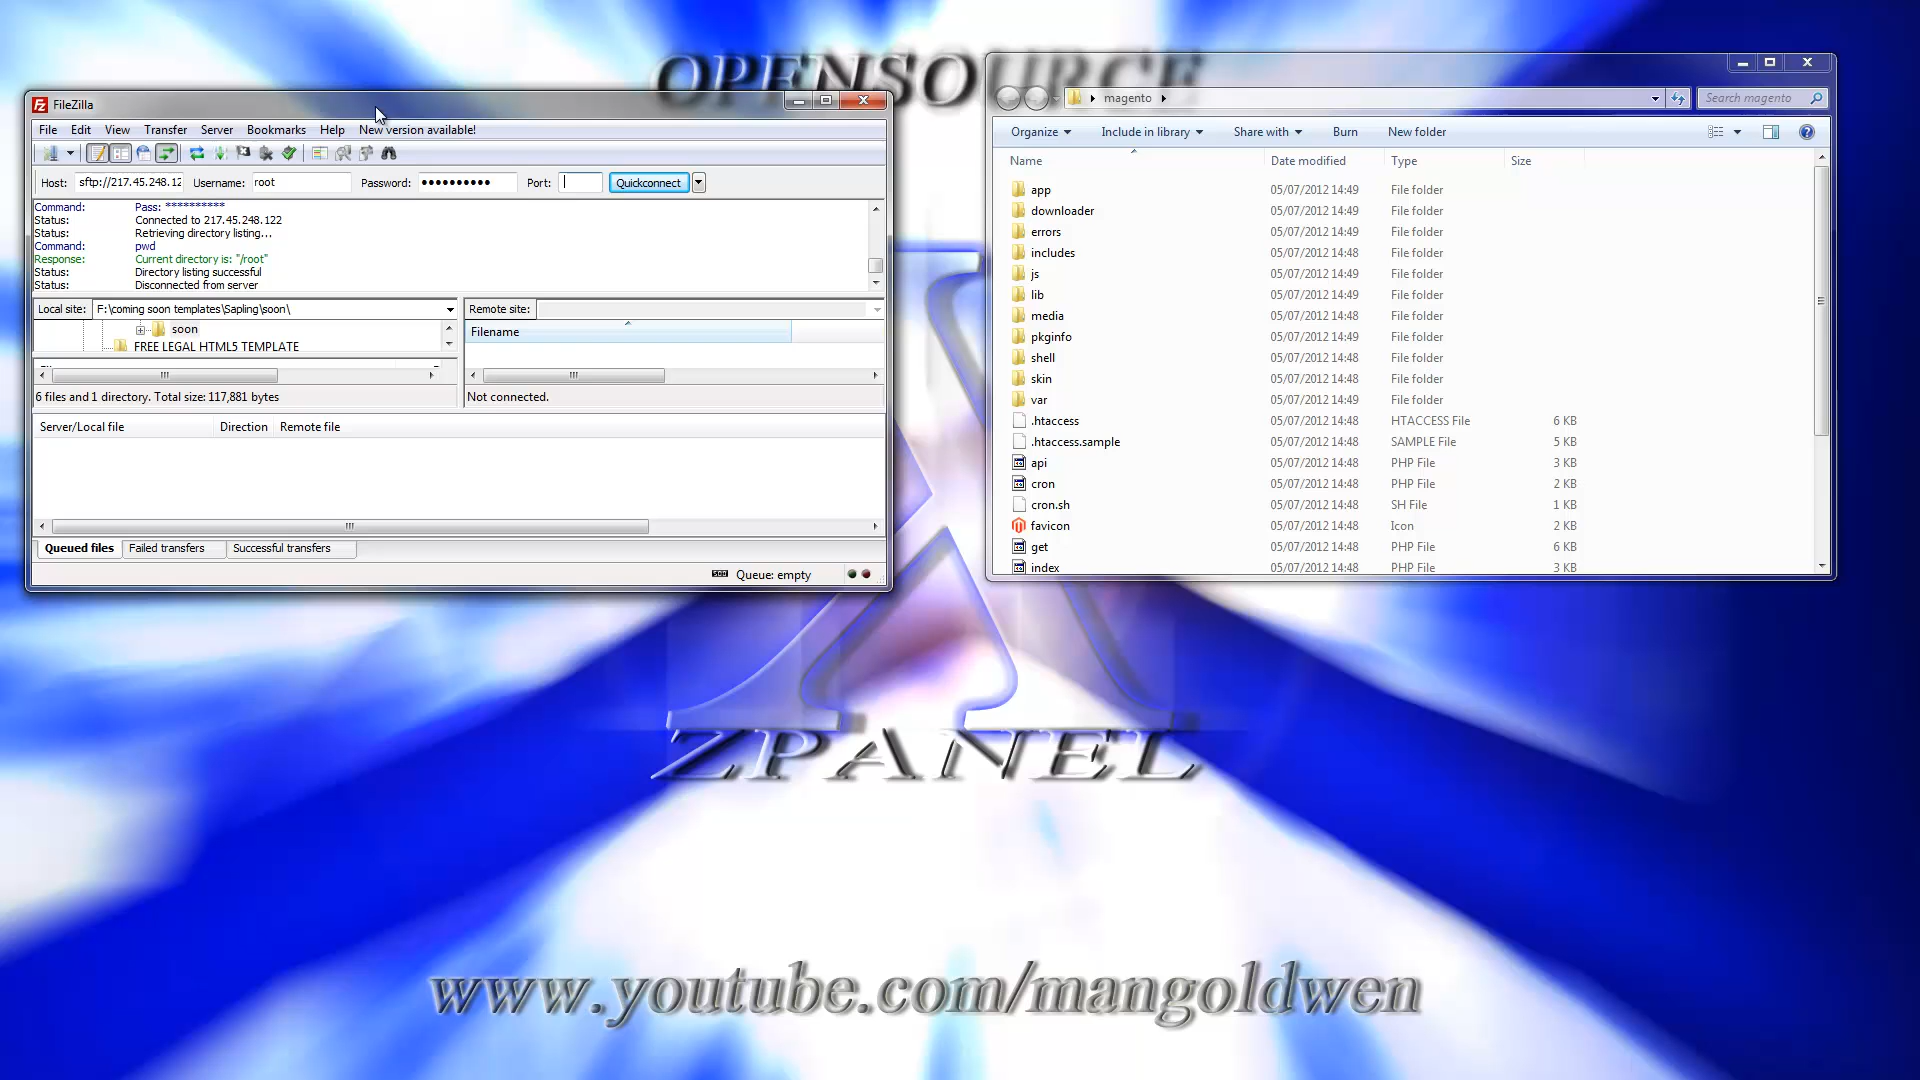 OPENSOURCE
FileZilla
File Edit View Transfer Server Bookmarks Help New version available!
Host: sftp://217.45.248.12 Username: root Password: ●●●●●●●●●● Port: Quickconnect
Command: Pass: **********
Status: Connected to 217.45.248.122
Status: Retrieving directory listing...
Command: pwd
Response: Current directory is: "/root"
Status: Directory listing successful
Status: Disconnected from server
Local site: F:\coming soon templates\Sapling\soon\
soon
FREE LEGAL HTML5 TEMPLATE
6 files and 1 directory. Total size: 117,881 bytes
Remote site:
Filename
Not connected.
Server/Local file Direction Remote file
Queued files Failed transfers Successful transfers
Queue: empty
magento
Search magento
Organize Include in library Share with Burn New folder
Name Date modified Type Size
app 05/07/2012 14:49 File folder
downloader 05/07/2012 14:49 File folder
errors 05/07/2012 14:49 File folder
includes 05/07/2012 14:48 File folder
js 05/07/2012 14:49 File folder
lib 05/07/2012 14:49 File folder
media 05/07/2012 14:48 File folder
pkginfo 05/07/2012 14:49 File folder
shell 05/07/2012 14:48 File folder
skin 05/07/2012 14:48 File folder
var 05/07/2012 14:49 File folder
.htaccess 05/07/2012 14:48 HTACCESS File 6 KB
.htaccess.sample 05/07/2012 14:48 SAMPLE File 5 KB
api 05/07/2012 14:48 PHP File 3 KB
cron 05/07/2012 14:48 PHP File 2 KB
cron.sh 05/07/2012 14:48 SH File 1 KB
favicon 05/07/2012 14:48 Icon 2 KB
get 05/07/2012 14:48 PHP File 6 KB
index 05/07/2012 14:48 PHP File 3 KB
ZPANEL
www.youtube.com/mangoldwen